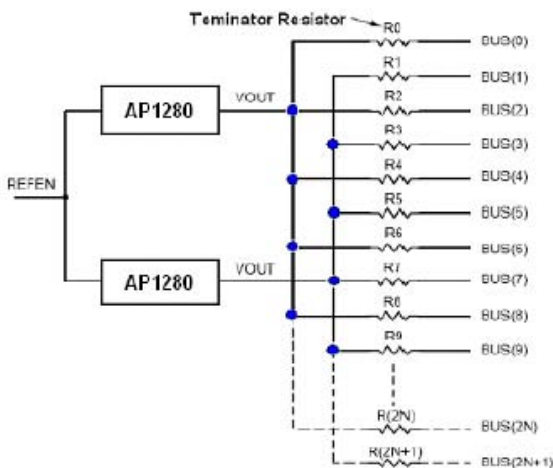 Teminator Resistor
R0 BUS(0)
R1 BUS(1)
VOUT R2 BUS(2)
AP1280
R3 BUS(3)
R4 BUS(4)
REFEN
R5 BUS(5)
R6 BUS(6)
VOUT R7 BUS(7)
AP1280
R8 BUS(8)
R9 BUS(9)
R(2N) BUS(2N)
R(2N+1) BUS(2N+1)